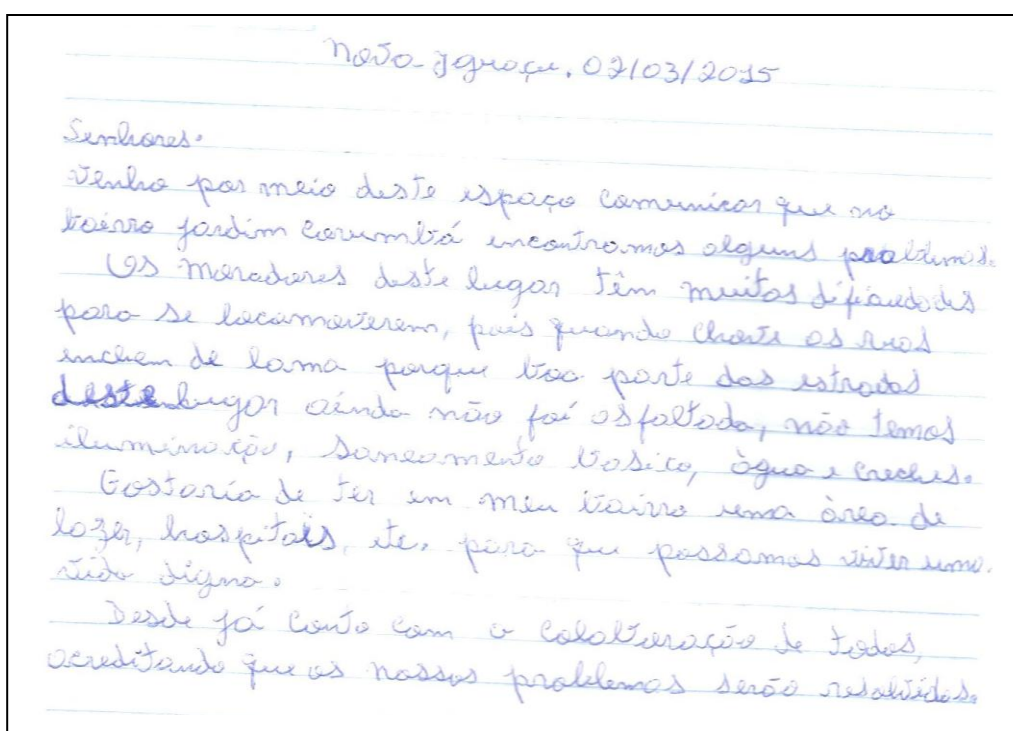 Nova Iguaçu, 02/03/2015
Senhores.
Venho por meio deste espaço comunicar que no
bairro jardim Corumbá encontramos alguns problemas.
Os moradores deste lugar têm muitas dificuldades
para se locomoverem, pois quando chove as ruas
enchem de lama porque boa parte das estradas
deste lugar ainda não foi asfaltada, não temos
iluminação, saneamento básico, água e creches.
Gostaria de ter em meu bairro uma área de
lazer, hospitais, etc, para que possamos viver uma
vida digna.
Desde já conto com a colaboração de todos,
acreditando que os nossos problemas serão resolvidos.